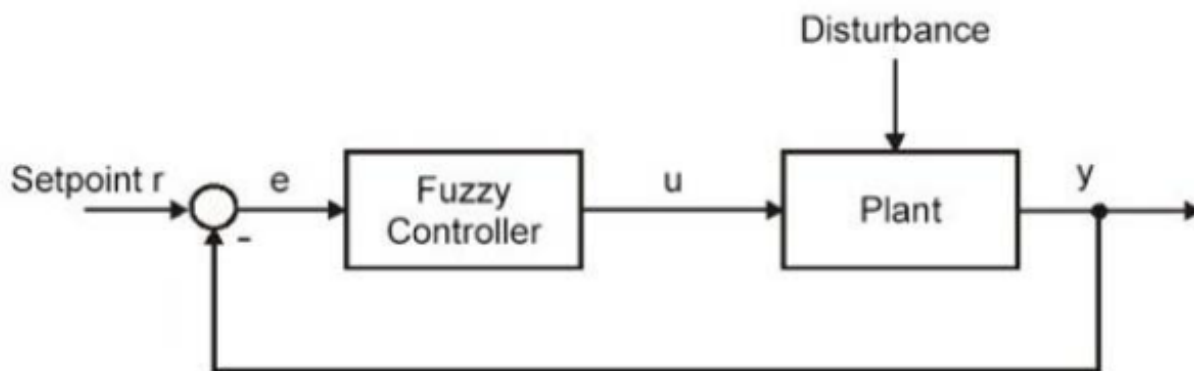 Disturbance
Setpoint r
e
Fuzzy
Controller
u
Plant
y
-